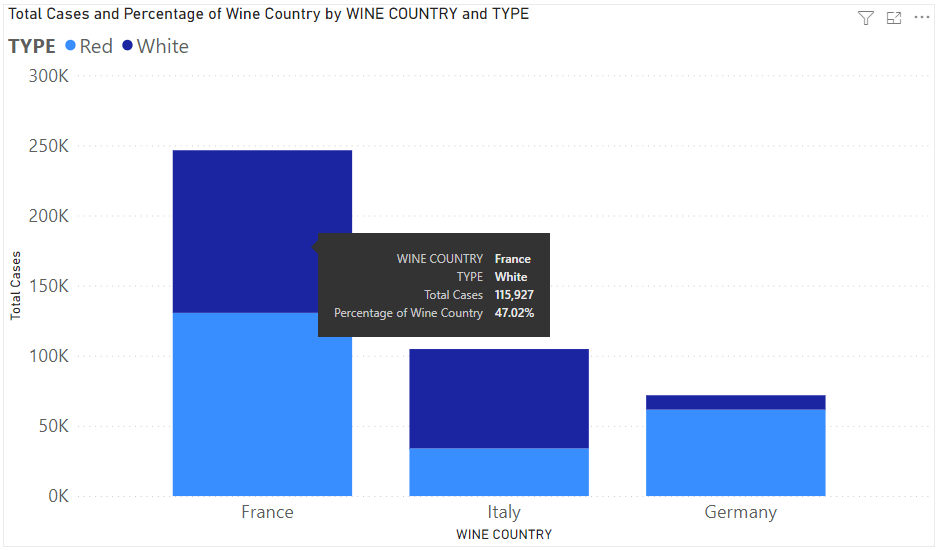 Total Cases and Percentage of Wine Country by WINE COUNTRY and TYPE
TYPE Red White
300K
250K
200K
150K
100K
50K
0K
Total Cases
WINE COUNTRY France
TYPE White
Total Cases 115,927
Percentage of Wine Country 47.02%
France Italy Germany
WINE COUNTRY